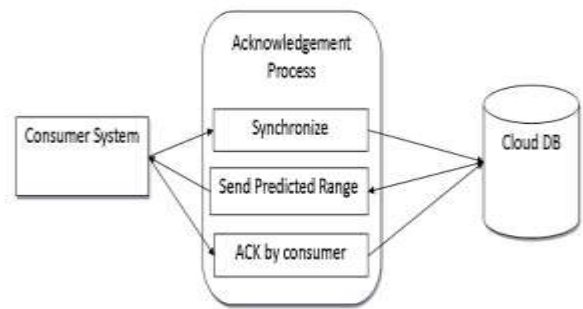 Acknowledgement
Process
Consumer System
Synchronize
Cloud DB
Send Predicted Range
ACK by consumer